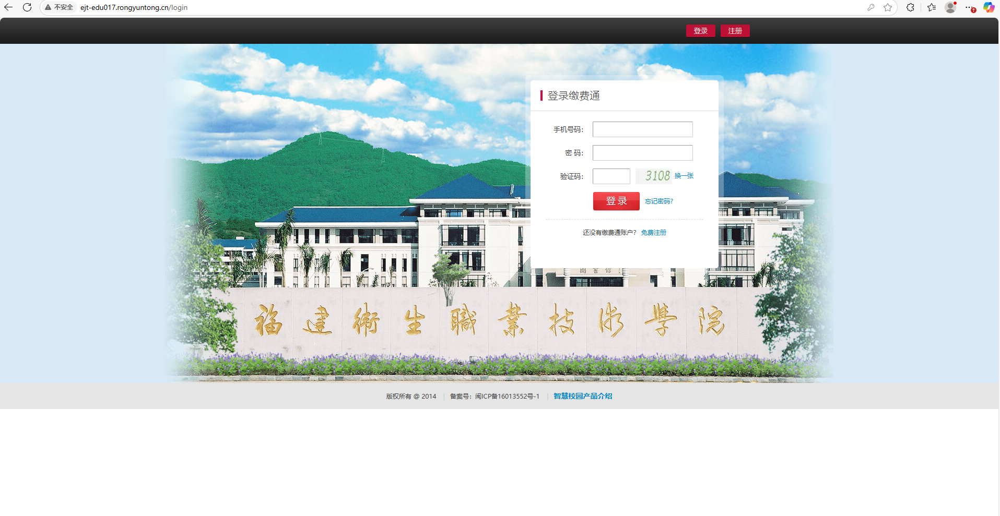 不安全 ejt-edu017.rongyuntong.cn/login
登录 注册
登录缴费通
手机号码：
密 码：
验证码： 3108 换一张
登录 忘记密码？
还没有缴费通账户？ 免费注册
福建衛生職業技術學院
版权所有 @ 2014 | 备案号：闽ICP备16013552号-1 | 智慧校园产品介绍